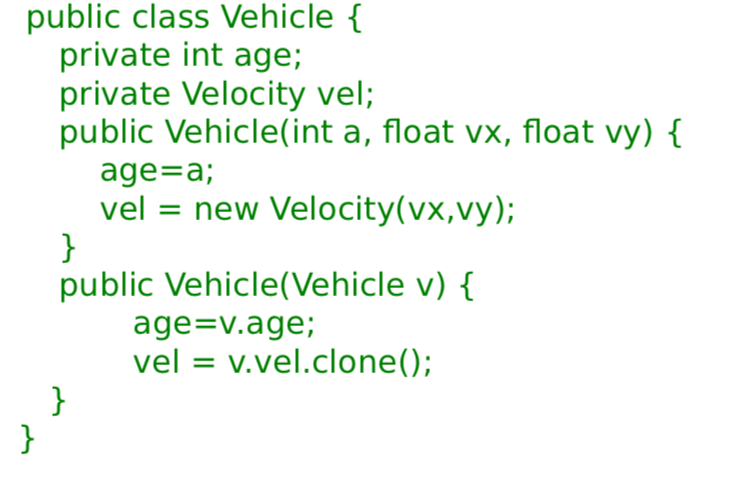 public class Vehicle {
private int age;
private Velocity vel;
public Vehicle(int a, float vx, float vy) {
age=a;
vel = new Velocity(vx,vy);
}
public Vehicle(Vehicle v) {
age=v.age;
vel = v.vel.clone();
}
}